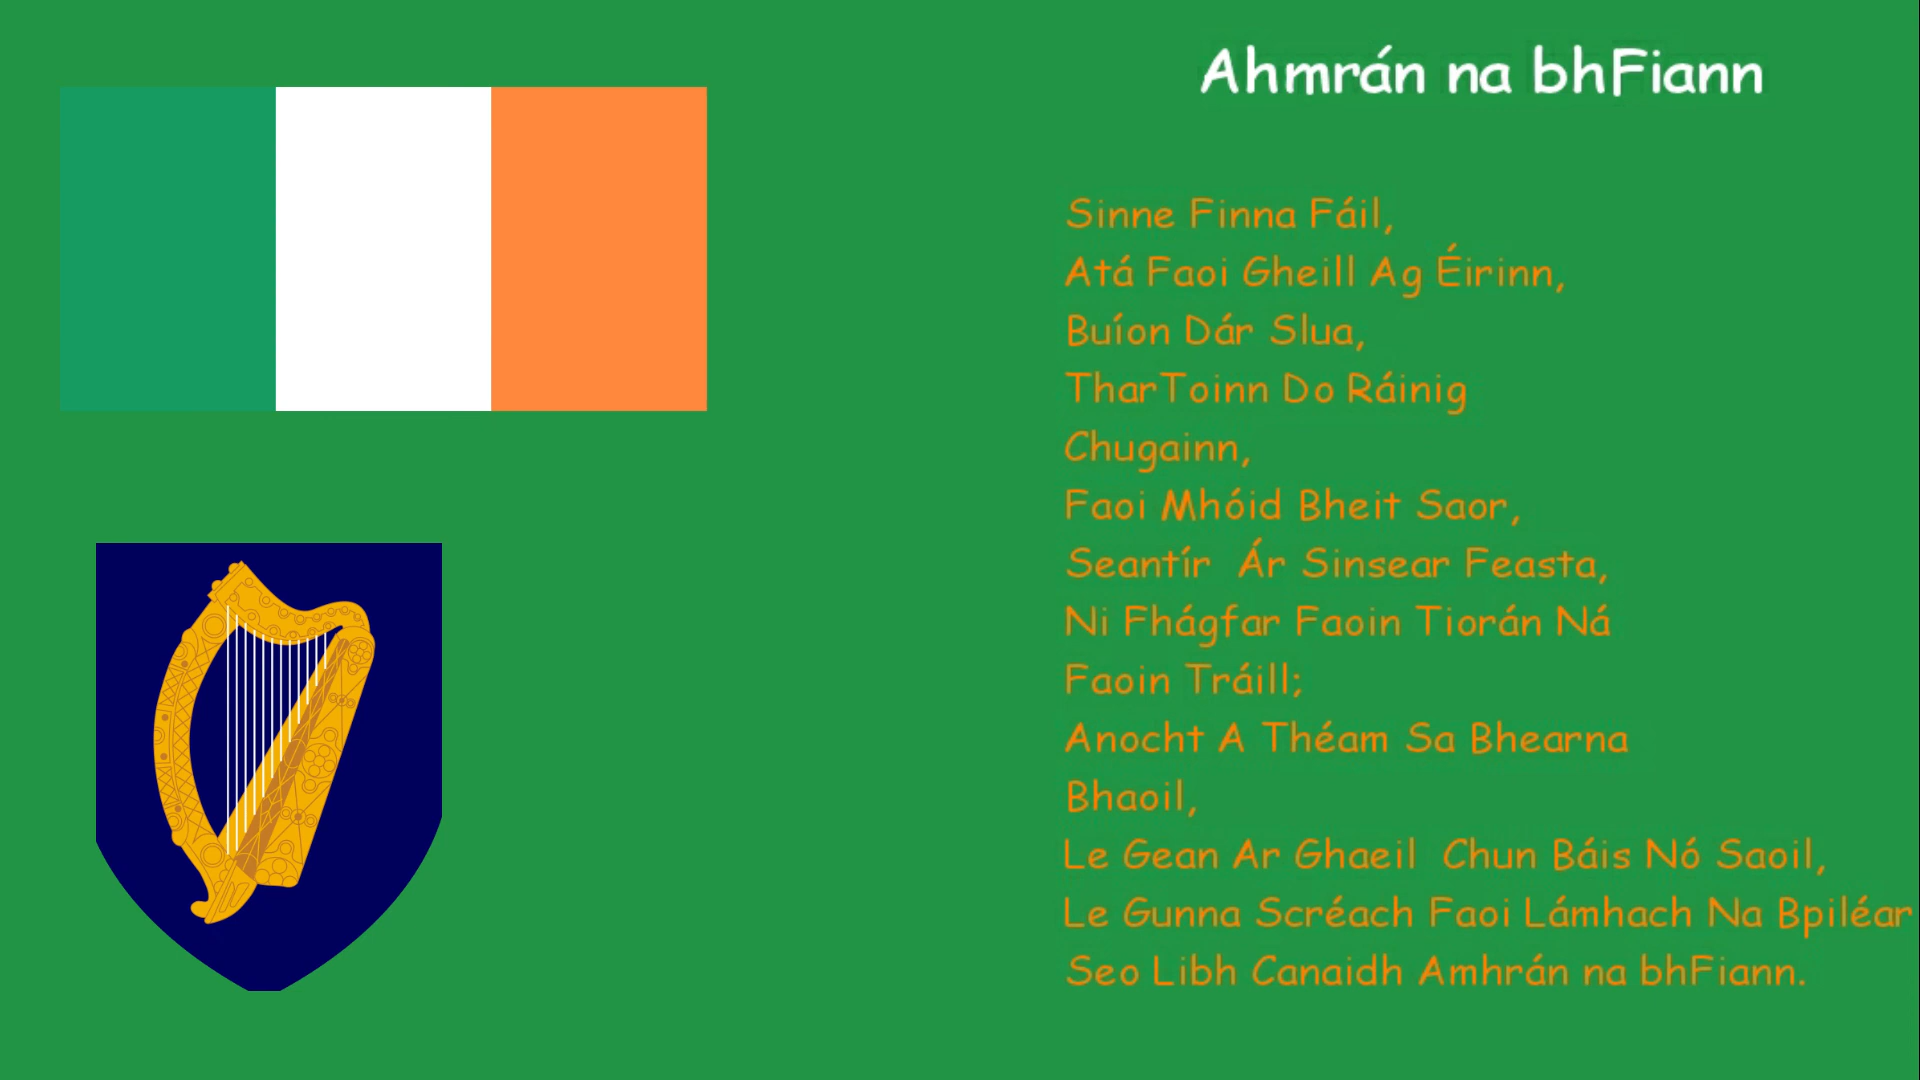 Ahmrán na bhFiann
Sinne Finna Fáil,
Atá Faoi Gheill Ag Éirinn,
Buíon Dár Slua,
TharToinn Do Ráinig
Chugainn,
Faoi Mhóid Bheit Saor,
Seantír Ár Sinsear Feasta,
Ni Fhágfar Faoin Tiorán Ná
Faoin Tráill;
Anocht A Théam Sa Bhearna
Bhaoil,
Le Gean Ar Ghaeil Chun Báis Nó Saoil,
Le Gunna Scréach Faoi Lámhach Na Bpiléar
Seo Libh Canaidh Amhrán na bhFiann.